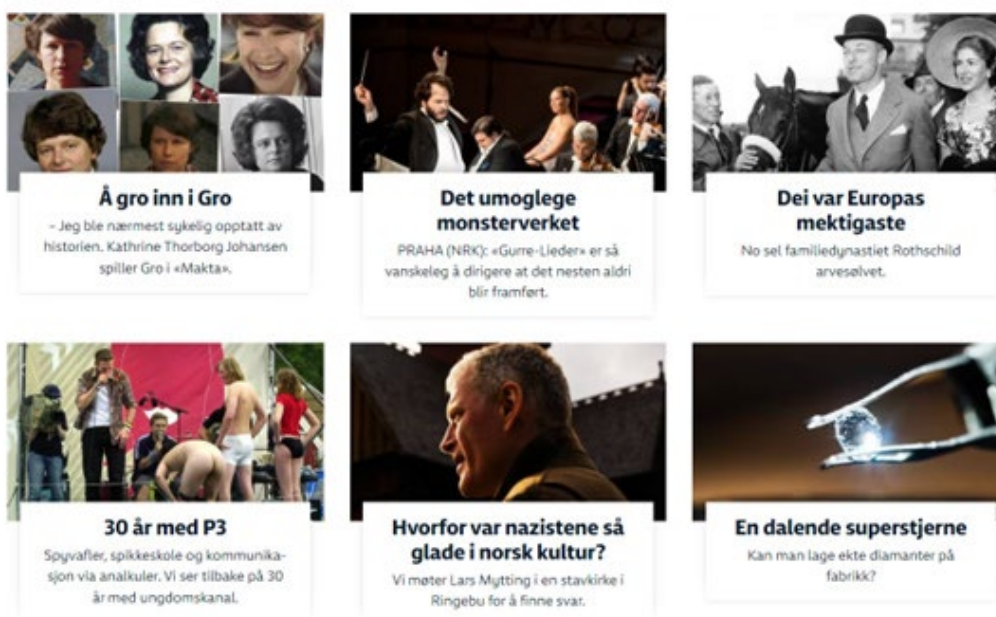 Å gro inn i Gro
– Jeg ble nærmest sykelig opptatt av
historien. Kathrine Thorborg Johansen
spiller Gro i «Makta».
Det umoglege
monsterverket
PRAHA (NRK): «Gurre-Lieder» er så
vanskeleg å dirigere at det nesten aldri
blir framført.
Dei var Europas
mektigaste
No sel familiedynastiet Rothschild
arvesølvet.
30 år med P3
Spyvafler, spikkeskole og kommunika-
sjon via analkuler. Vi ser tilbake på 30
år med ungdomskanal.
Hvorfor var nazistene så
glade i norsk kultur?
Vi møter Lars Mytting i en stavkirke i
Ringebu for å finne svar.
En dalende superstjerne
Kan man lage ekte diamanter på
fabrikk?